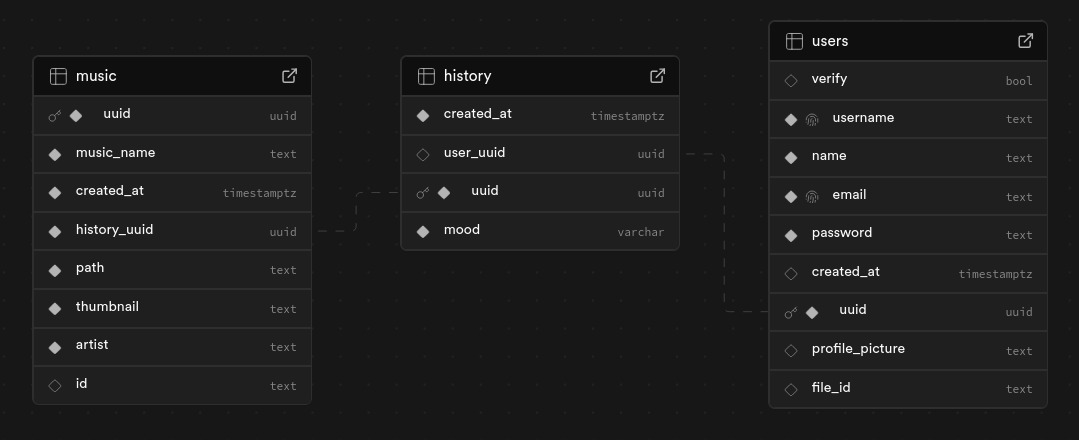 music
uuid uuid
music_name text
created_at timestamptz
history_uuid uuid
path text
thumbnail text
artist text
id text
history
created_at timestamptz
user_uuid uuid
uuid uuid
mood varchar
users
verify bool
username text
name text
email text
password text
created_at timestamptz
uuid uuid
profile_picture text
file_id text